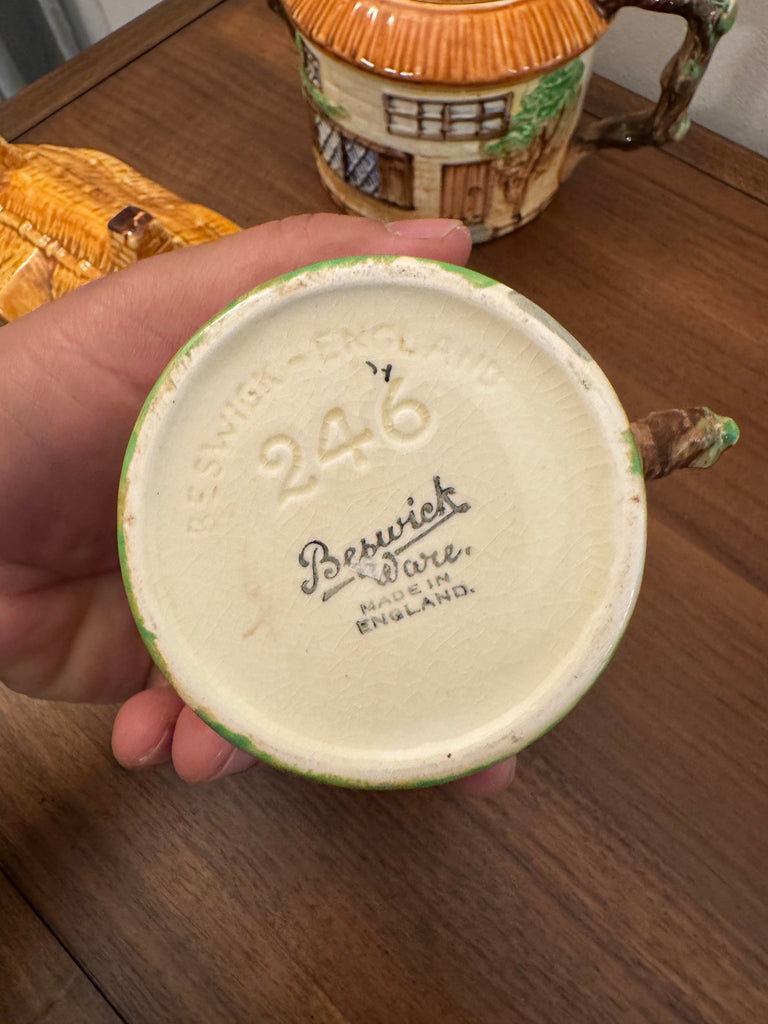 BESWICK-ENGLAND
246
Beswick
Ware.
MADE IN
ENGLAND.